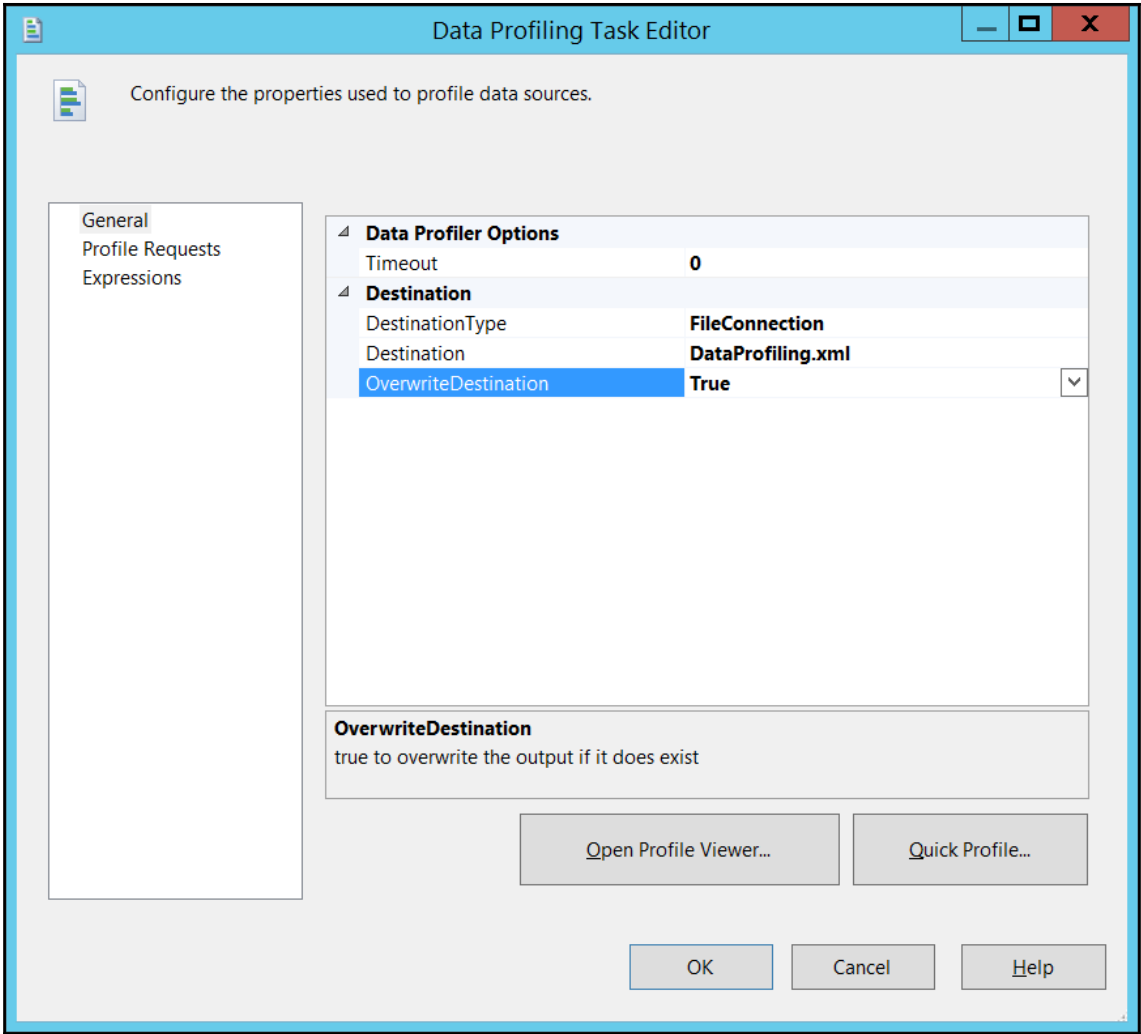 Data Profiling Task Editor
X
Configure the properties used to profile data sources.
General
Profile Requests
Expressions
Data Profiler Options
Timeout 0
Destination
DestinationType FileConnection
Destination DataProfiling.xml
OverwriteDestination True
OverwriteDestination
true to overwrite the output if it does exist
Open Profile Viewer... Quick Profile...
OK Cancel Help